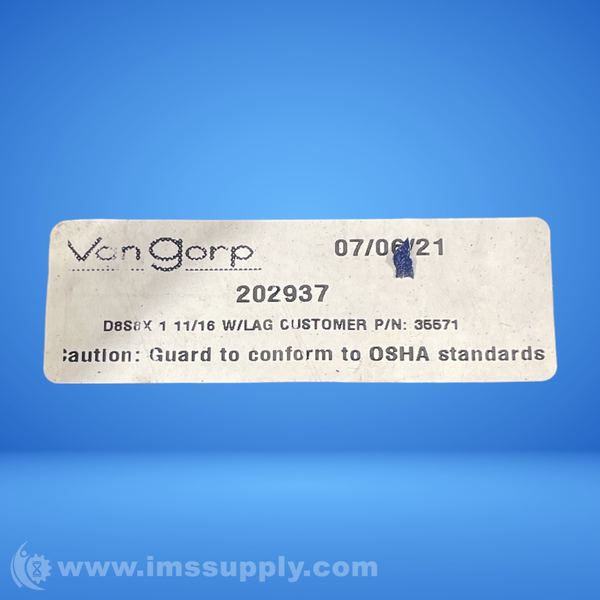 Van Gorp 07/06/21
202937
D8S8X 1 11/16 W/LAG CUSTOMER P/N: 35571
Caution: Guard to conform to OSHA standards
www.imssupply.com